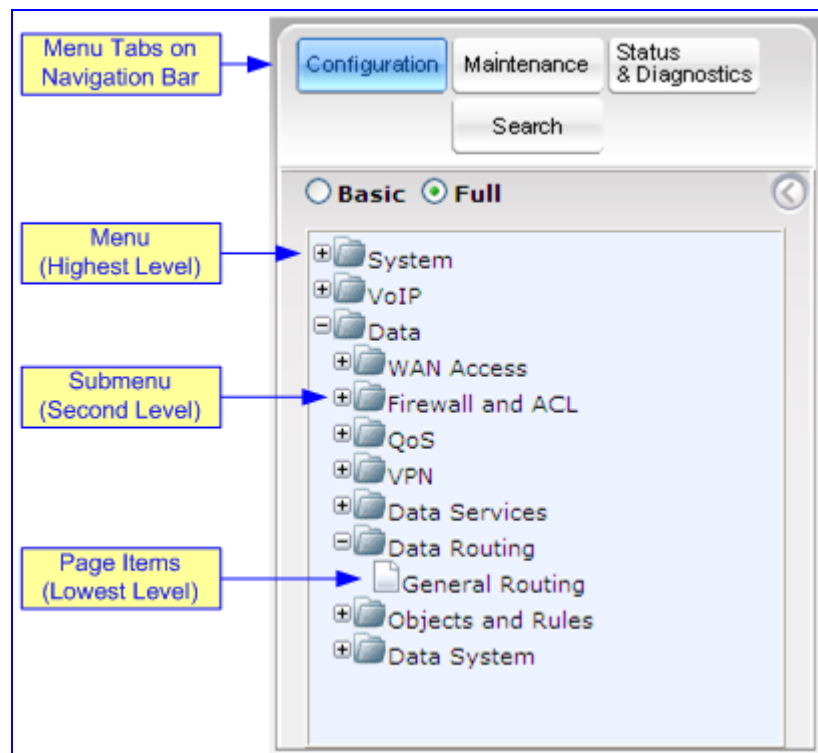 Menu Tabs on
Navigation Bar
Configuration
Maintenance
Status
& Diagnostics
Search
Basic
Full
Menu
(Highest Level)
System
VoIP
Data
WAN Access
Submenu
(Second Level)
Firewall and ACL
QoS
VPN
Data Services
Data Routing
Page Items
(Lowest Level)
General Routing
Objects and Rules
Data System